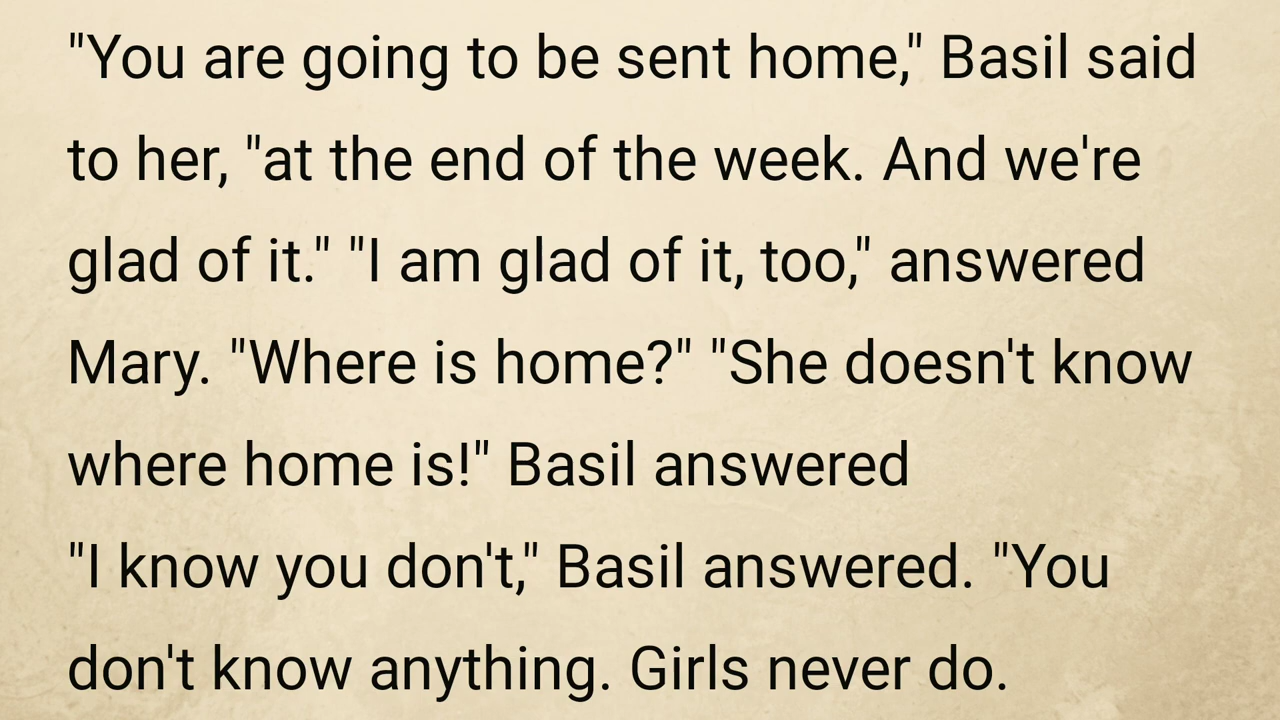 "You are going to be sent home," Basil said
to her, "at the end of the week. And we're
glad of it." "I am glad of it, too," answered
Mary. "Where is home?" "She doesn't know
where home is!" Basil answered
"I know you don't," Basil answered. "You
don't know anything. Girls never do.